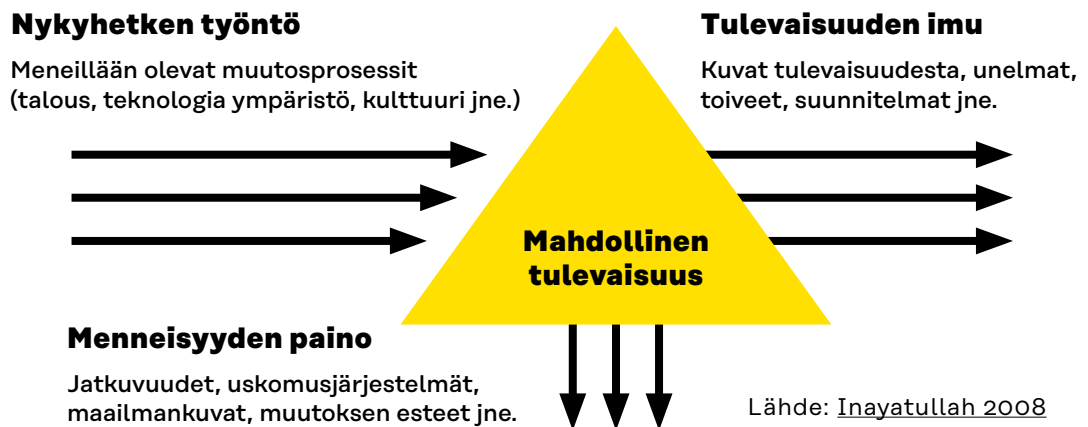 Nykyhetken työntö
Meneillään olevat muutosprosessit
(talous, teknologia ympäristö, kulttuuri jne.)
Tulevaisuuden imu
Kuvat tulevaisuudesta, unelmat,
toiveet, suunnitelmat jne.
Mahdollinen
tulevaisuus
Menneisyyden paino
Jatkuvuudet, uskomusjärjestelmät,
maailmankuvat, muutoksen esteet jne.
Lähde: Inayatullah 2008